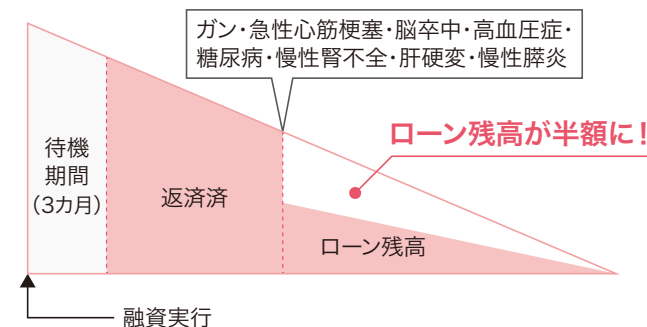 ガン・急性心筋梗塞・脳卒中・高血圧症・
糖尿病・慢性腎不全・肝硬変・慢性膵炎
ローン残高が半額に!
待機
期間
(3カ月)
返済済
ローン残高
融資実行